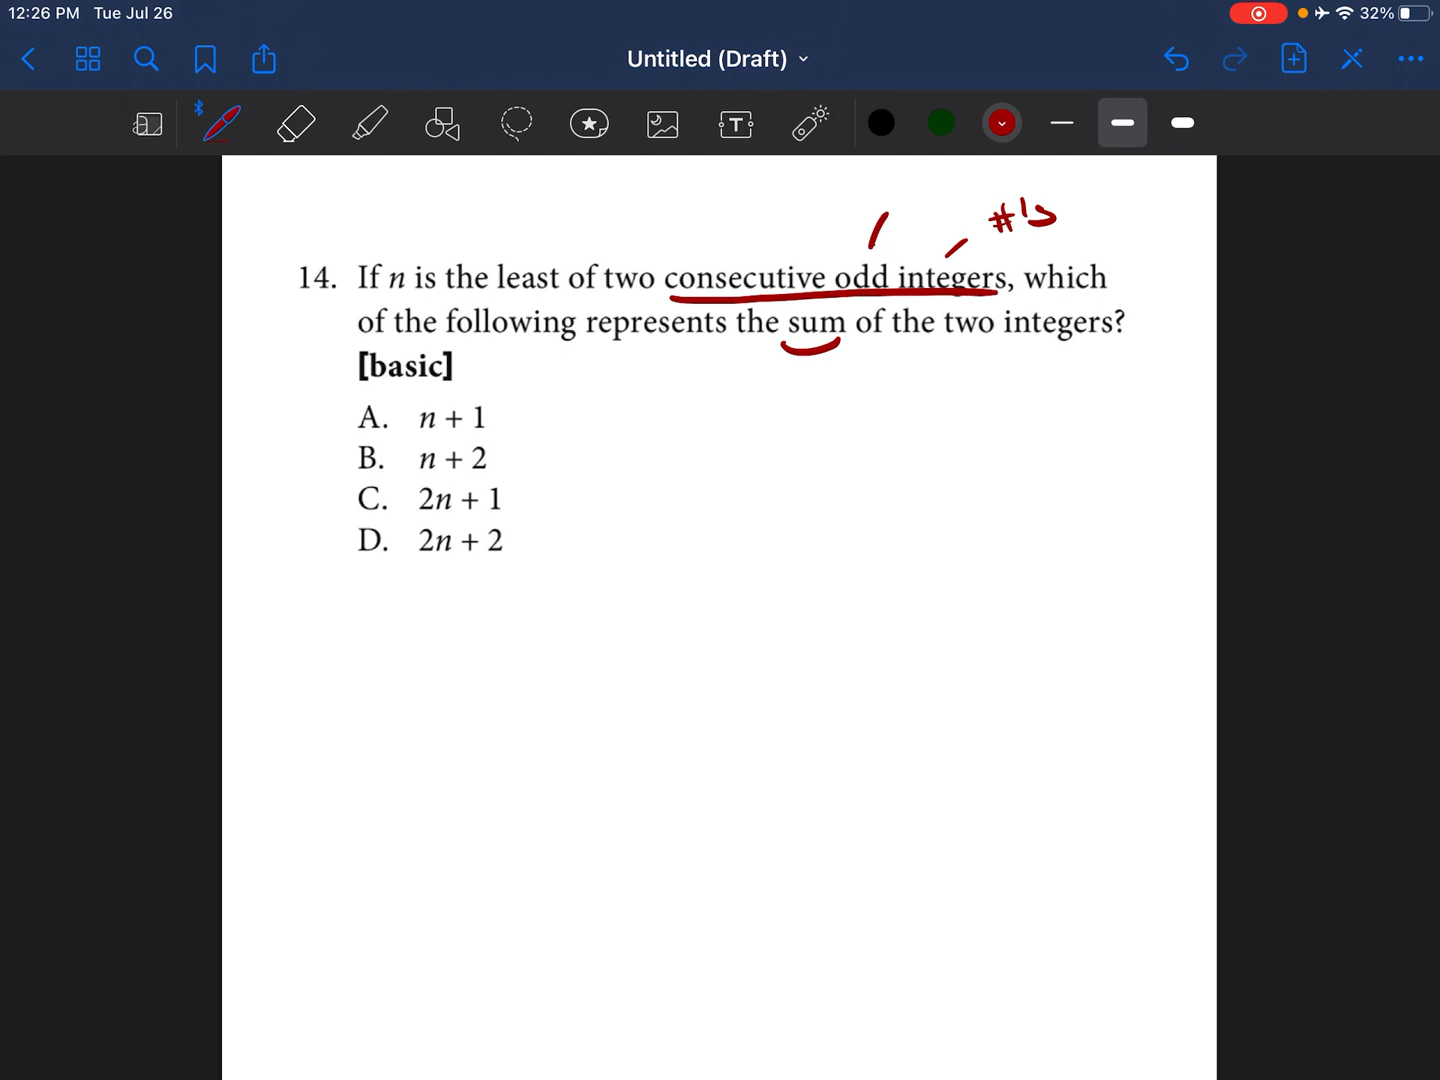 12:26 PM Tue Jul 26
32%
Untitled (Draft)
T
#'s
14. If n is the least of two consecutive odd integers, which
of the following represents the sum of the two integers?
[basic]
A. n + 1
B. n + 2
C. 2n + 1
D. 2n + 2